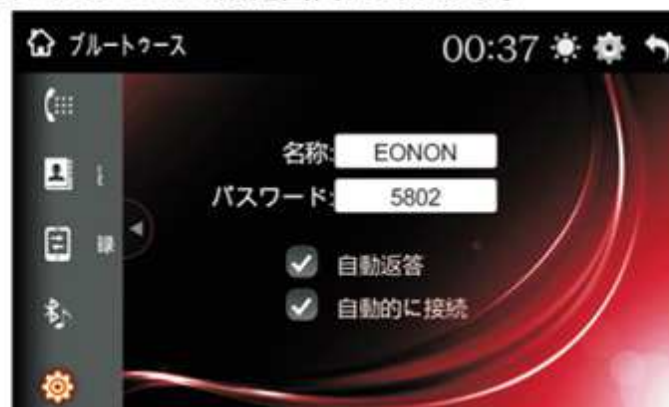 ブルートゥース 00:37
名称: EONON
パスワード: 5802
録
自動返答
自動的に接続